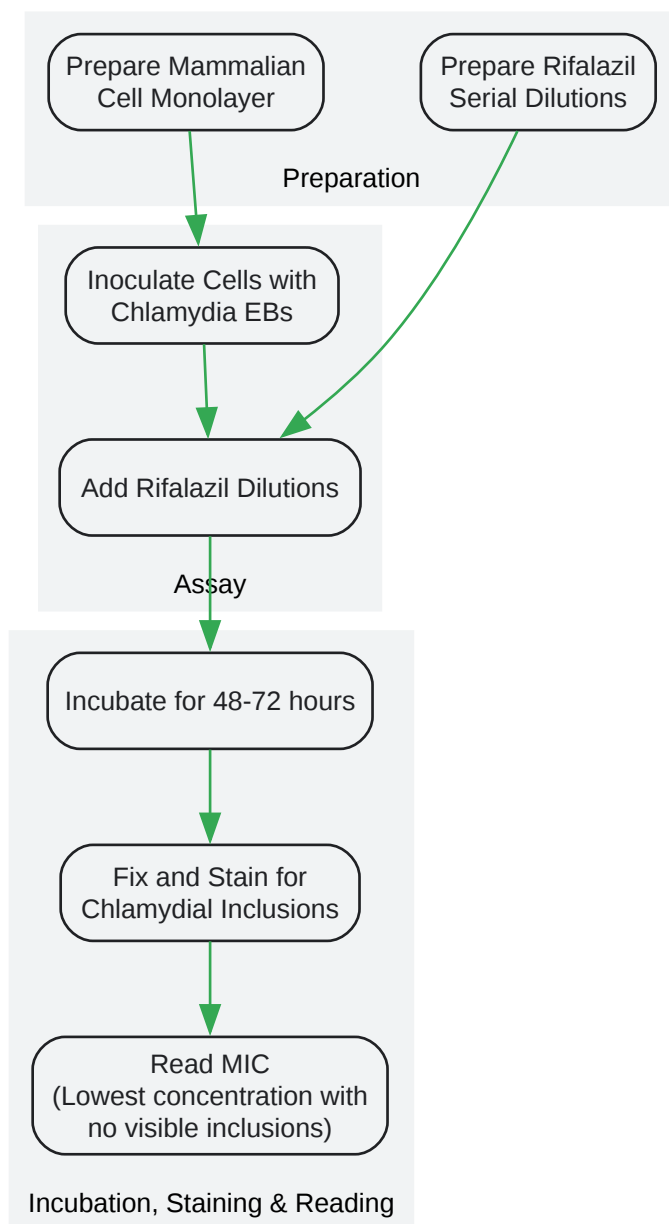 Prepare Mammalian
Cell Monolayer
Prepare Rifalazil
Serial Dilutions
Preparation
Inoculate Cells with
Chlamydia EBs
Add Rifalazil Dilutions
Assay
Incubate for 48-72 hours
Fix and Stain for
Chlamydial Inclusions
Read MIC
(Lowest concentration with
no visible inclusions)
Incubation, Staining & Reading